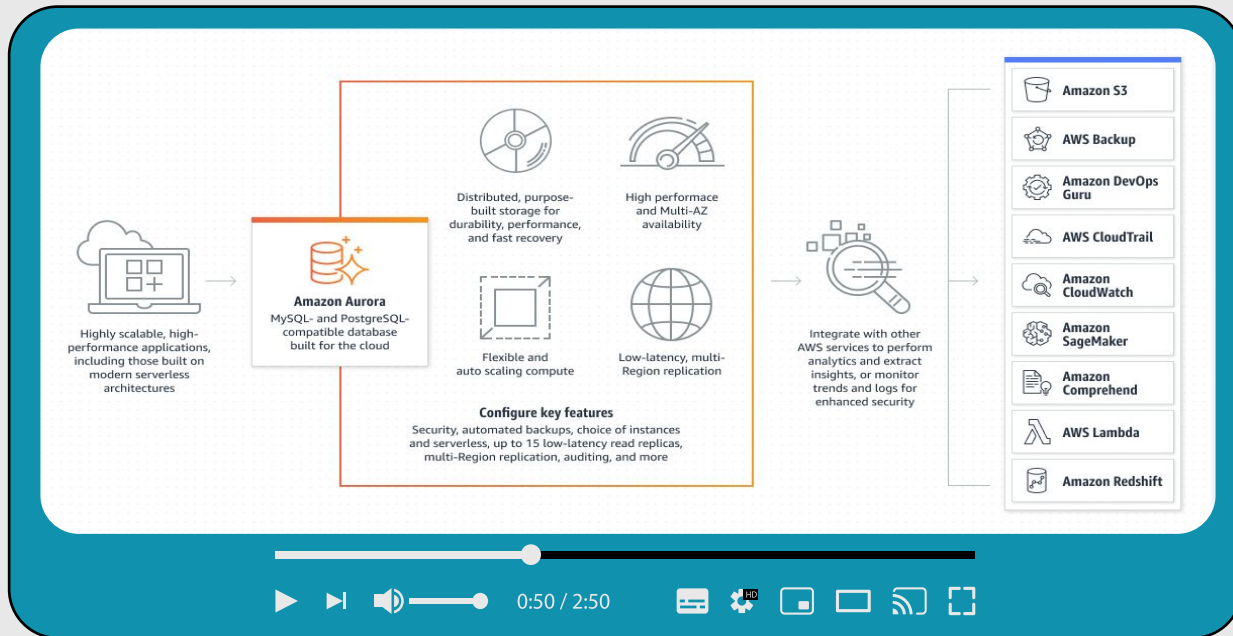 Highly scalable, high-
performance applications,
including those built on
modern serverless
architectures
Amazon Aurora
MySQL- and PostgreSQL-
compatible database
built for the cloud
Distributed, purpose-
built storage for
durability, performance,
and fast recovery
High performace
and Multi-AZ
availability
Flexible and
auto scaling compute
Low-latency, multi-
Region replication
Configure key features
Security, automated backups, choice of instances
and serverless, up to 15 low-latency read replicas,
multi-Region replication, auditing, and more
Integrate with other
AWS services to perform
analytics and extract
insights, or monitor
trends and logs for
enhanced security
Amazon S3
AWS Backup
Amazon DevOps
Guru
AWS CloudTrail
Amazon
CloudWatch
Amazon
SageMaker
Amazon
Comprehend
AWS Lambda
Amazon Redshift
0:50 / 2:50
HD